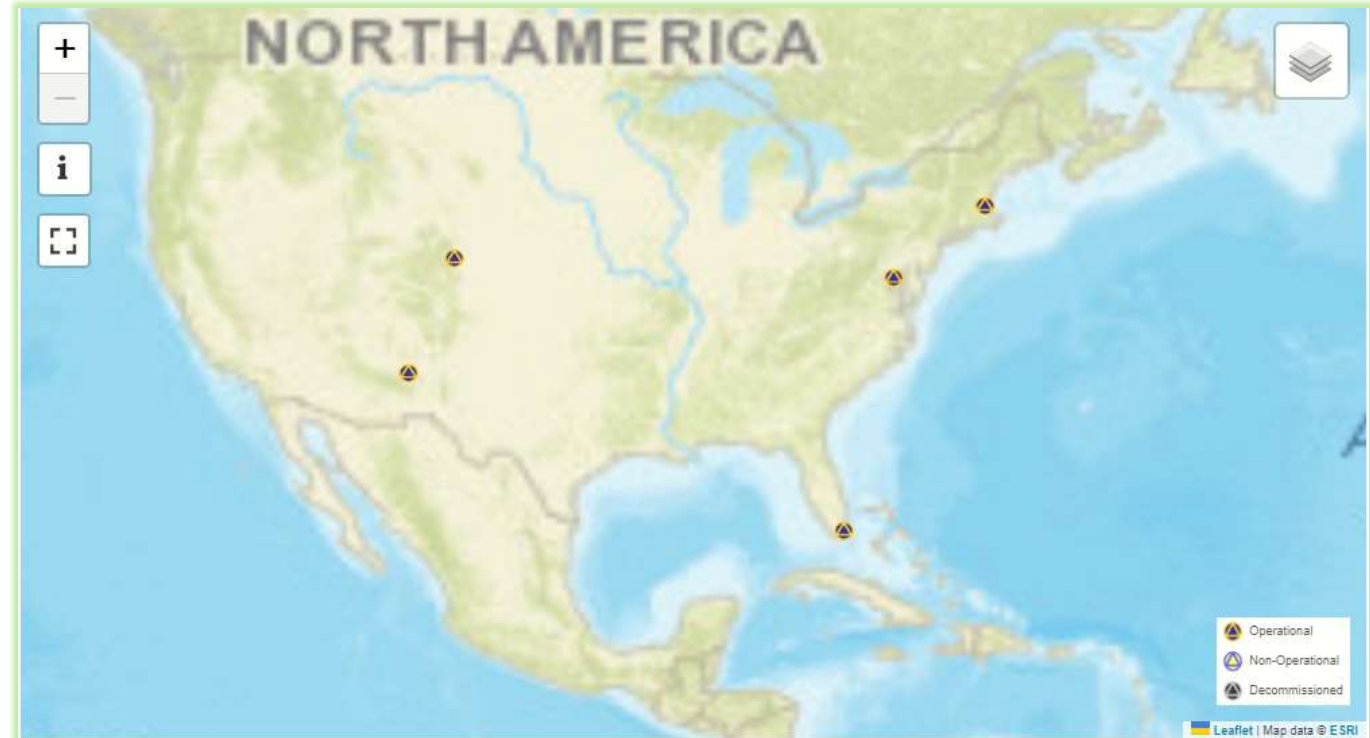 NORTH AMERICA
+
−
i
A
Operational
Non-Operational
Decommissioned
Leaflet | Map data © ESRI